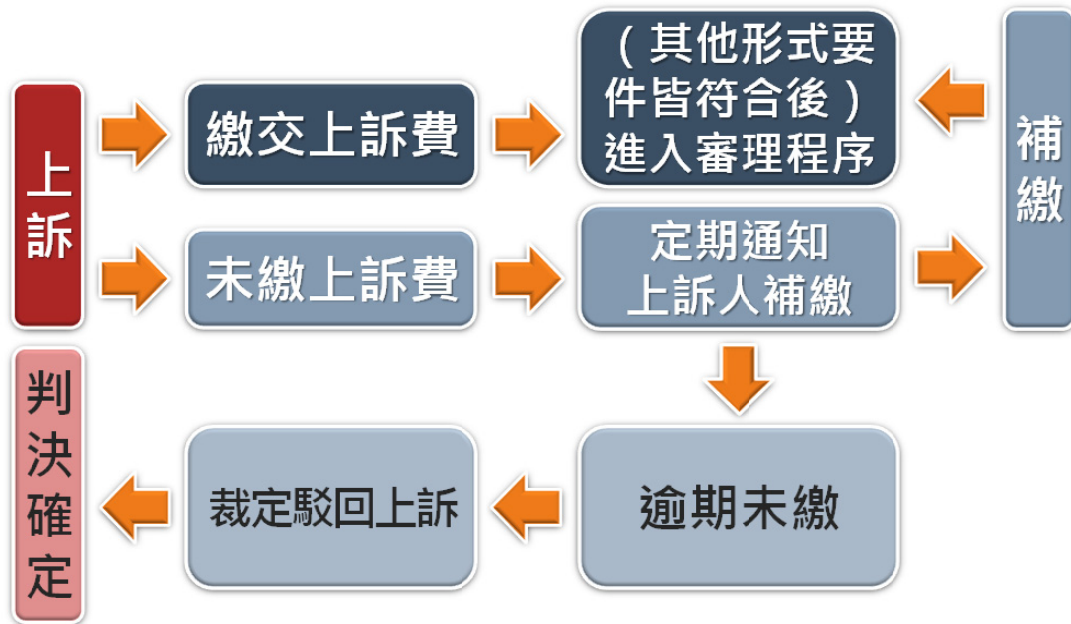 上訴
繳交上訴費
（其他形式要
件皆符合後）
進入審理程序
補繳
未繳上訴費
定期通知
上訴人補繳
判決確定
裁定駁回上訴
逾期未繳